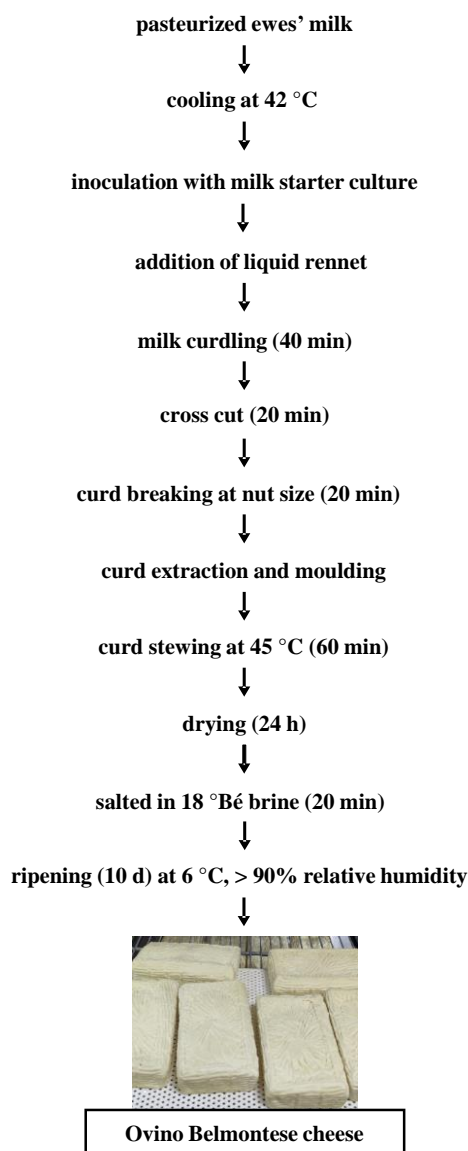 pasteurized ewes’ milk
cooling at 42 °C
inoculation with milk starter culture
addition of liquid rennet
milk curdling (40 min)
cross cut (20 min)
curd breaking at nut size (20 min)
curd extraction and moulding
curd stewing at 45 °C (60 min)
drying (24 h)
salted in 18 °Bé brine (20 min)
ripening (10 d) at 6 °C, > 90% relative humidity
Ovino Belmontese cheese